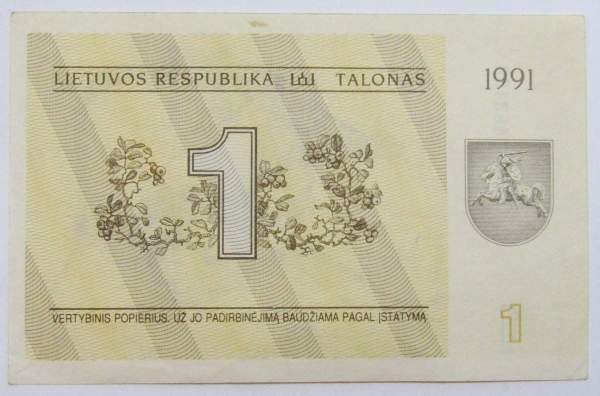 LIETUVOS RESPUBLIKA TALONAS
1991
1
VERTYBINIS POPIERIUS. UŽ JO PADIRBINĖJIMĄ BAUDŽIAMA PAGAL ĮSTATYMĄ
1